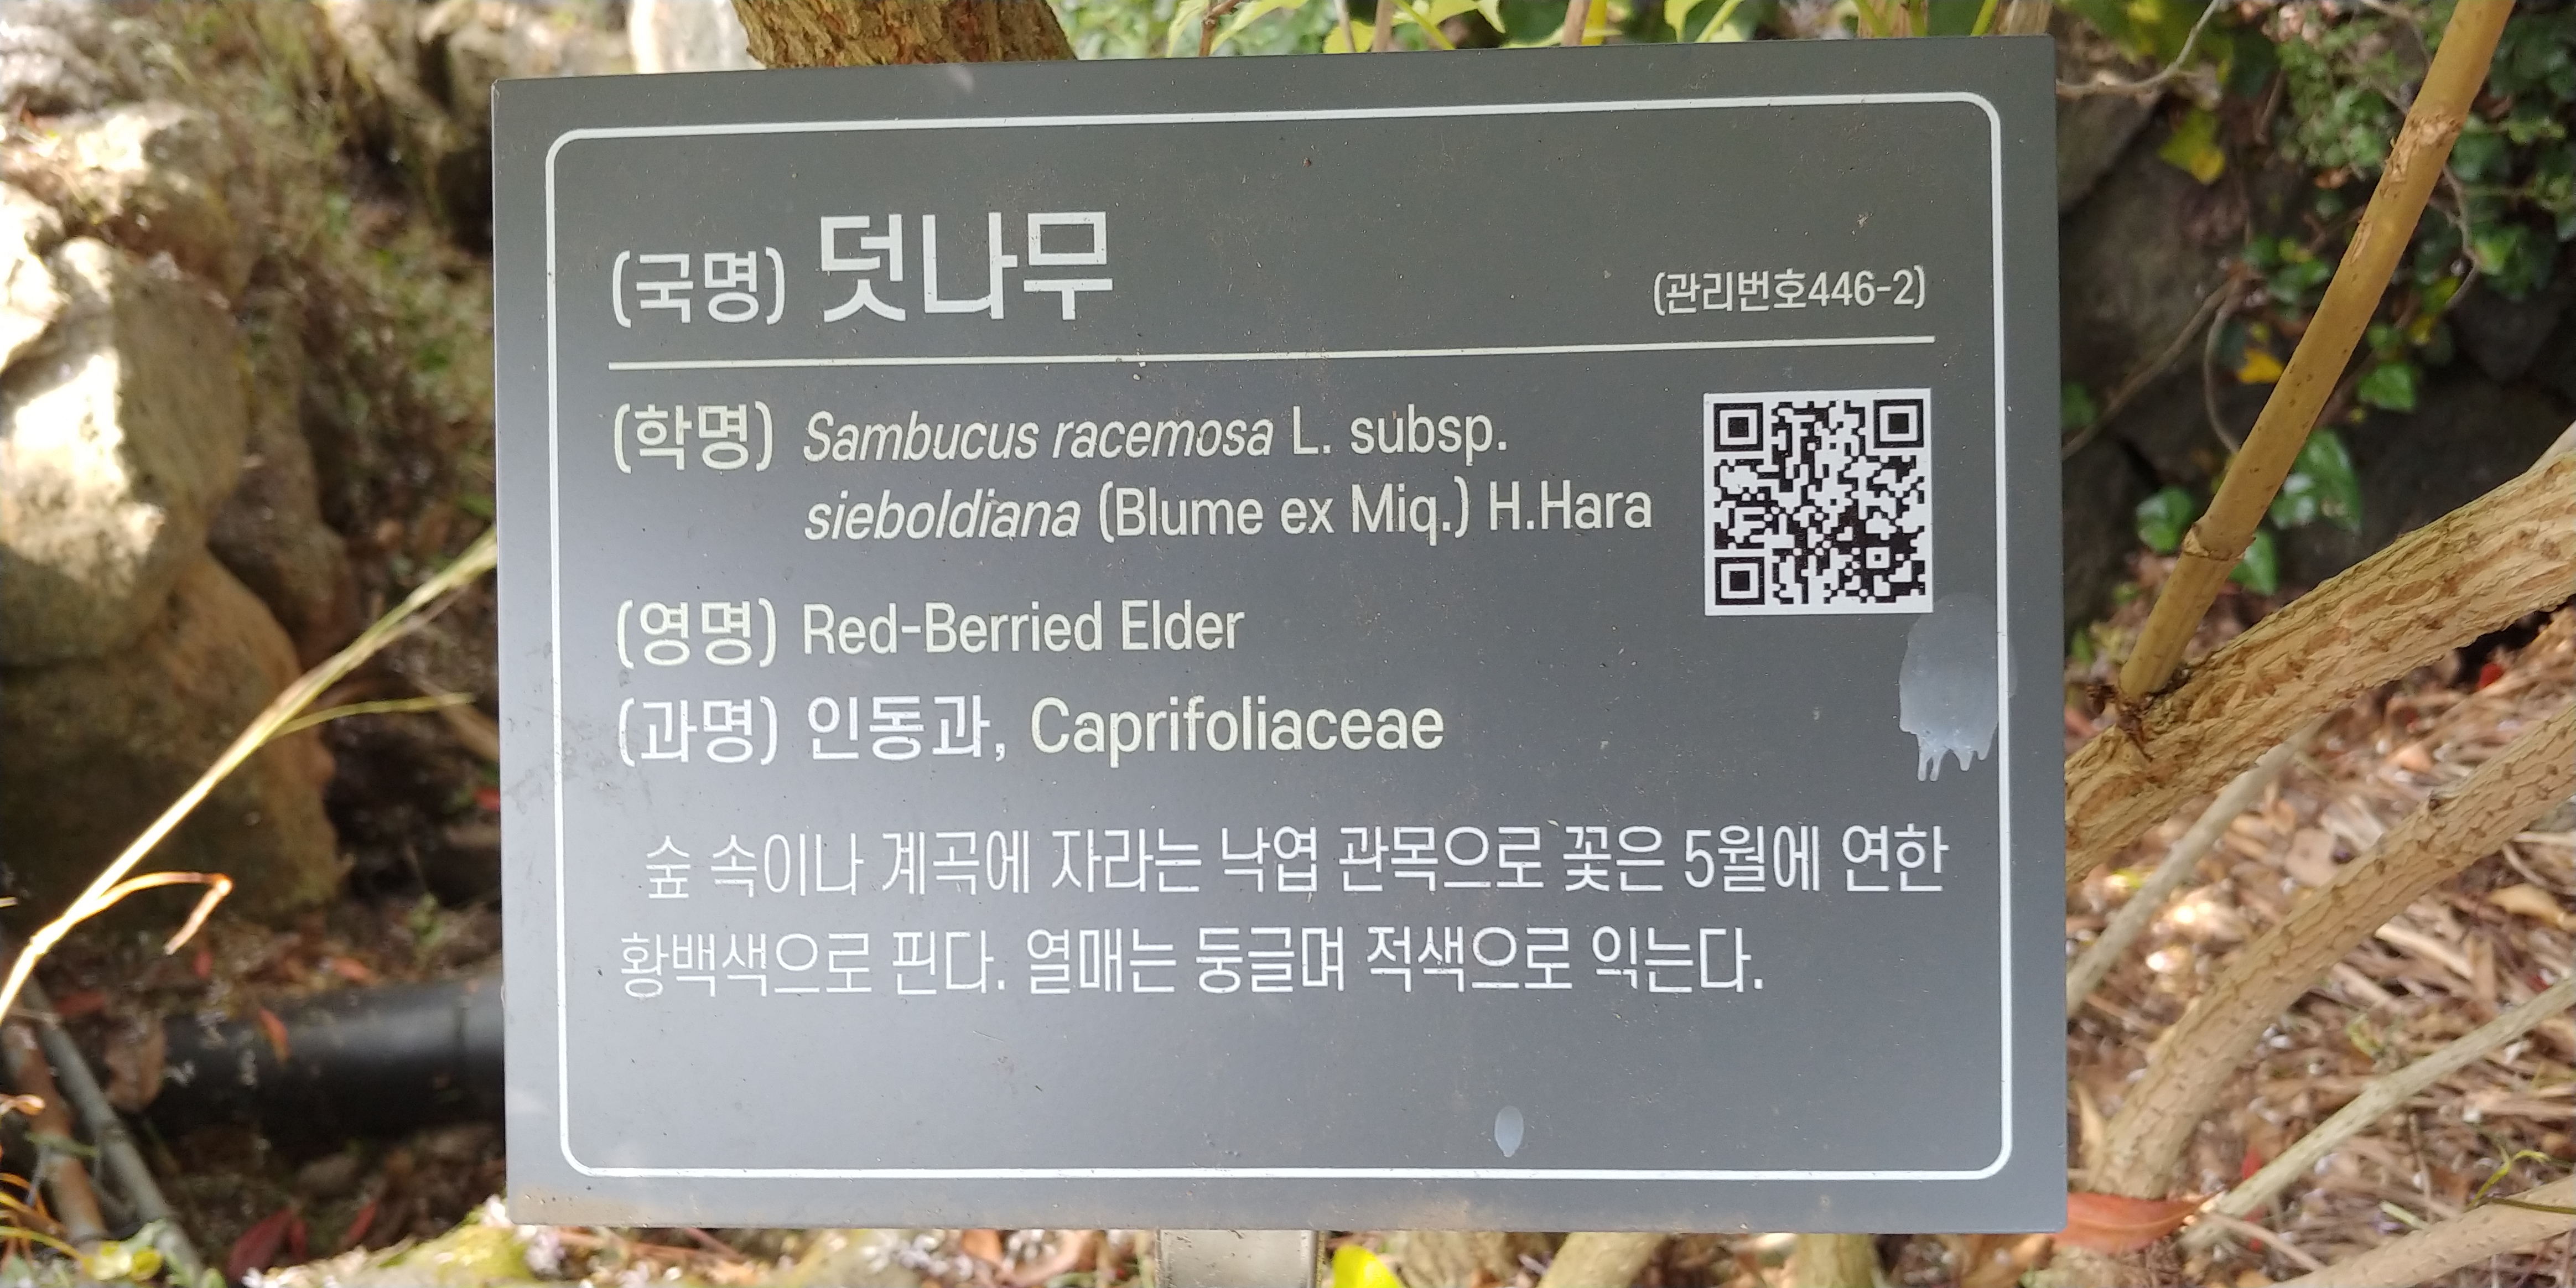 (국명) 덧나무 (관리번호446-2)
(학명) Sambucus racemosa L. subsp.
sieboldiana (Blume ex Miq.) H.Hara
(영명) Red-Berried Elder
(과명) 인동과, Caprifoliaceae
숲 속이나 계곡에 자라는 낙엽 관목으로 꽃은 5월에 연한
황백색으로 핀다. 열매는 둥글며 적색으로 익는다.